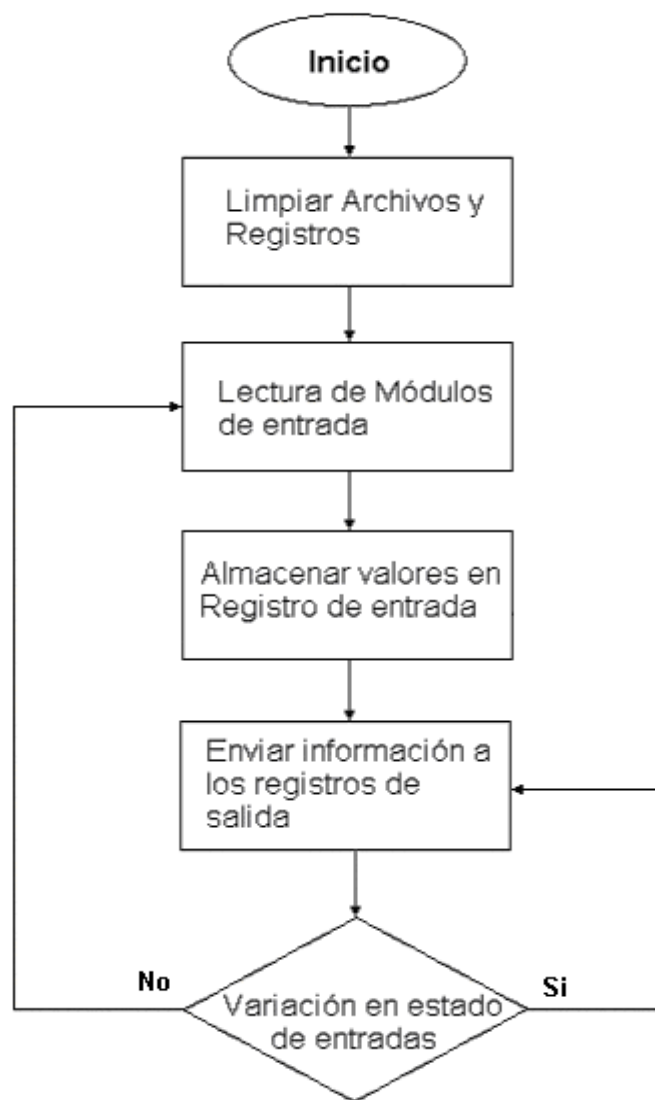 Inicio
Limpiar Archivos y
Registros
Lectura de Módulos
de entrada
Almacenar valores en
Registro de entrada
Enviar información a
los registros de
salida
No
Si
Variación en estado
de entradas